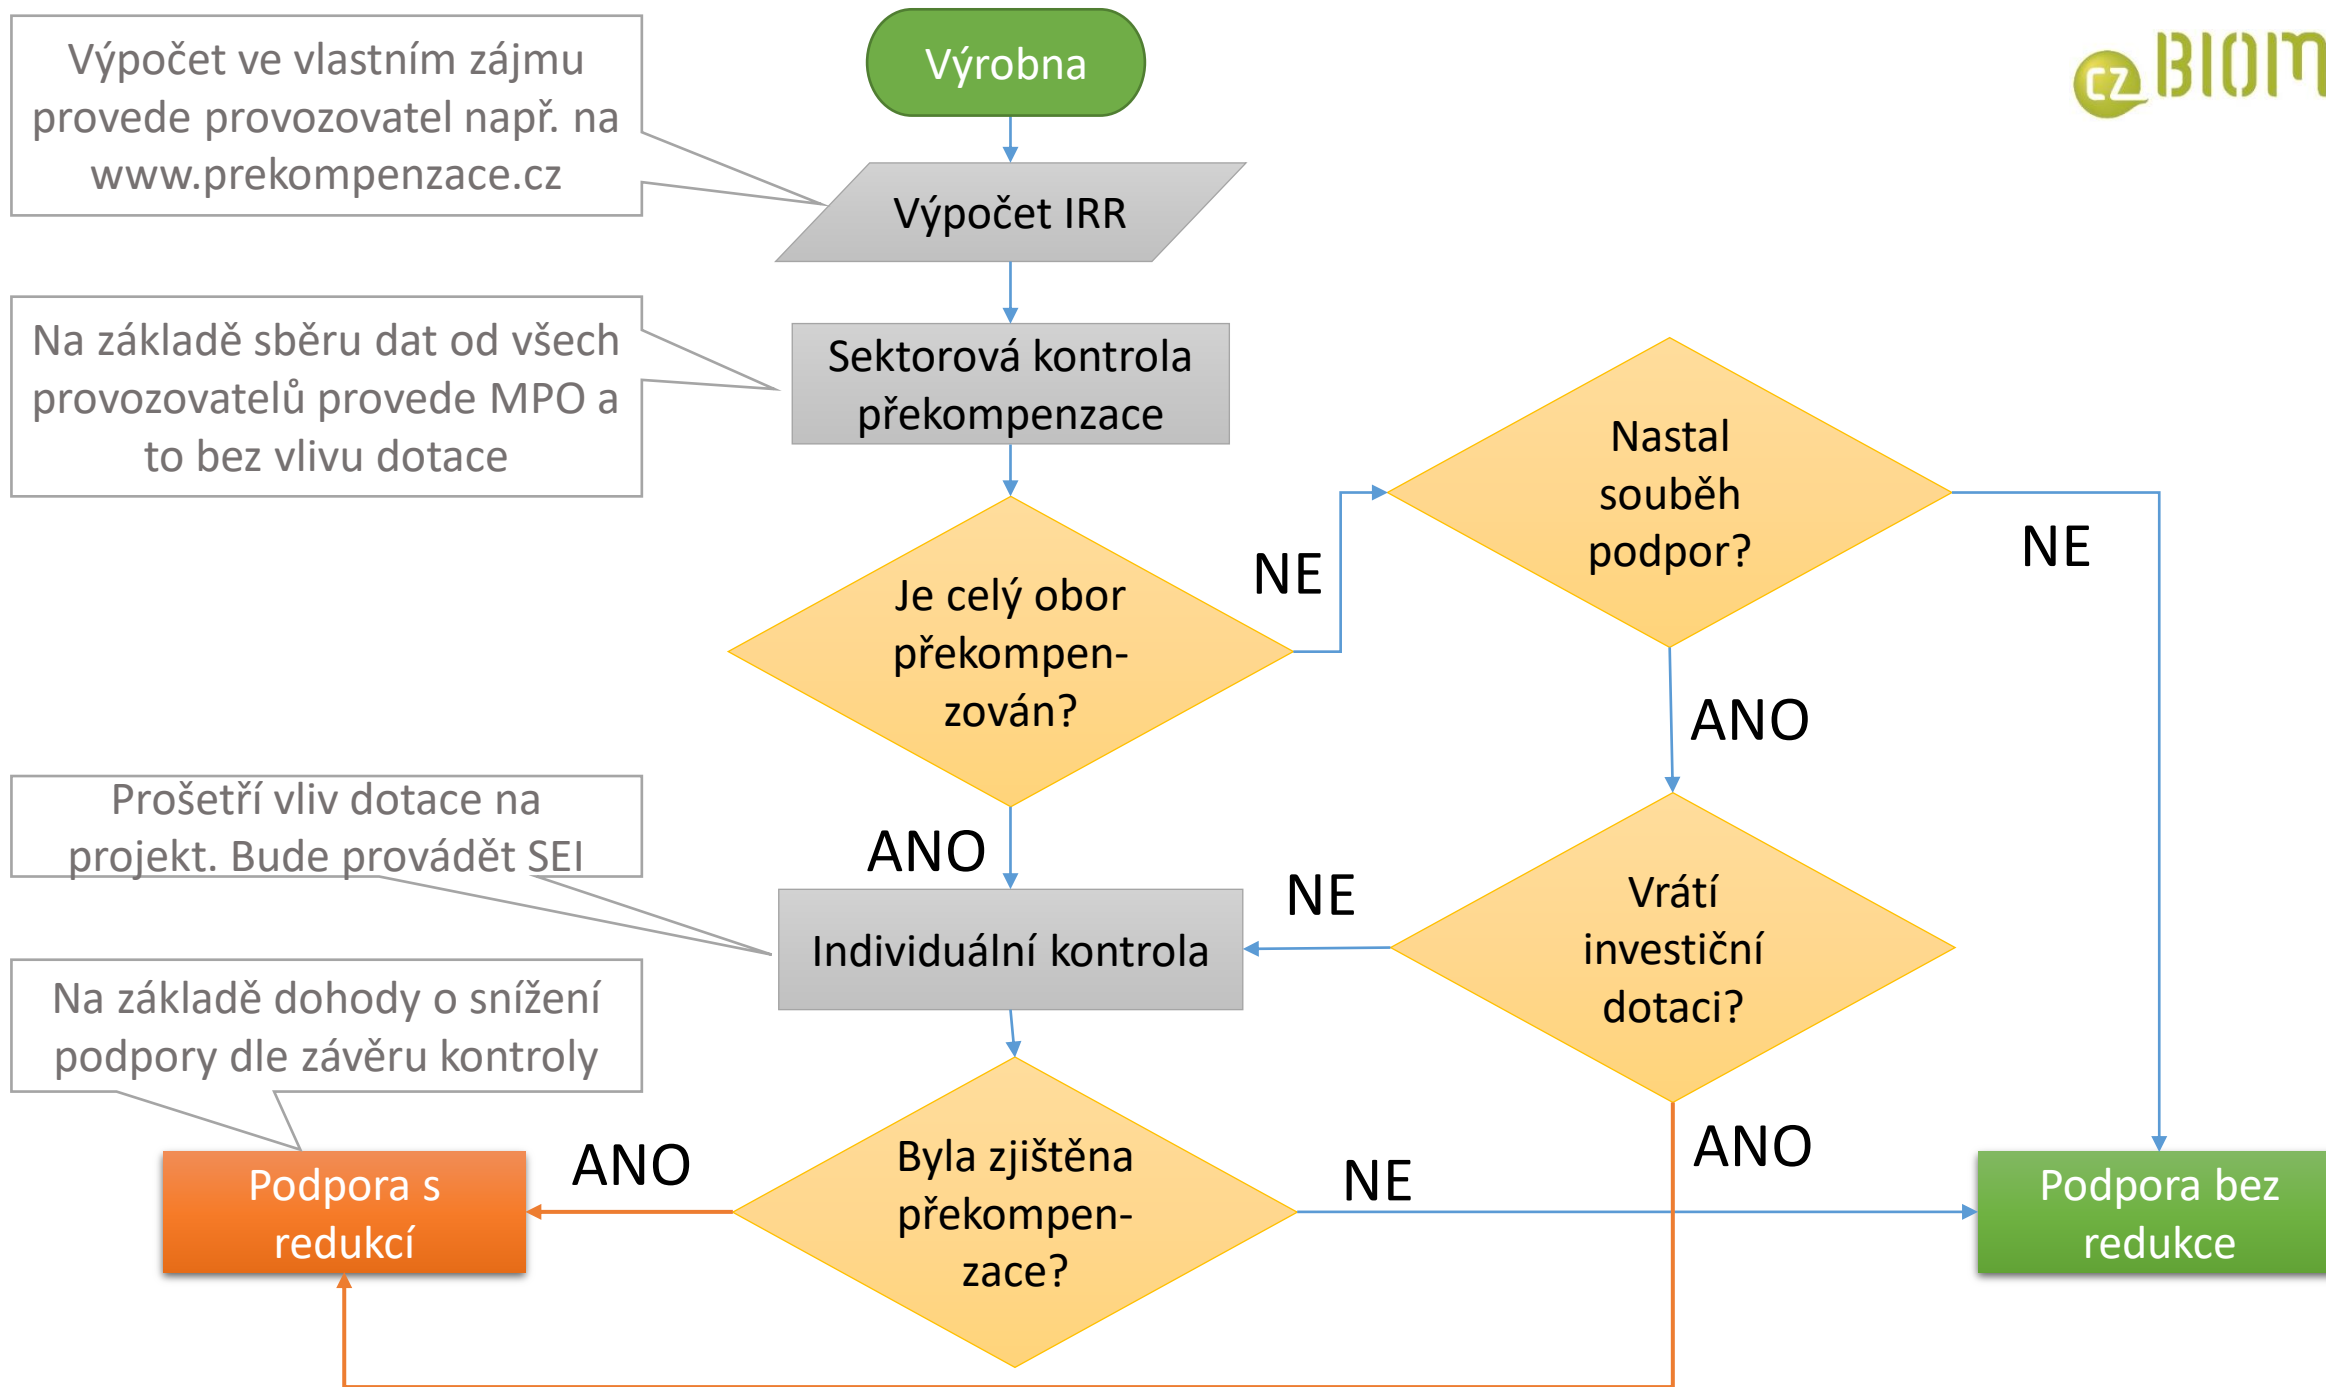 Výpočet ve vlastním zájmu
provede provozovatel např. na
www.prekompenzace.cz
Výrobna
cz BIOM
Výpočet IRR
Na základě sběru dat od všech
provozovatelů provede MPO a
to bez vlivu dotace
Sektorová kontrola
překompenzace
Nastal
souběh
podpor?
NE
NE
Je celý obor
překompen-
zován?
ANO
Prošetří vliv dotace na
projekt. Bude provádět SEI
ANO
NE
Vrátí
investiční
dotaci?
Individuální kontrola
Na základě dohody o snížení
podpory dle závěru kontroly
ANO
Byla zjištěna
překompen-
zace?
NE
ANO
Podpora s
redukcí
Podpora bez
redukce